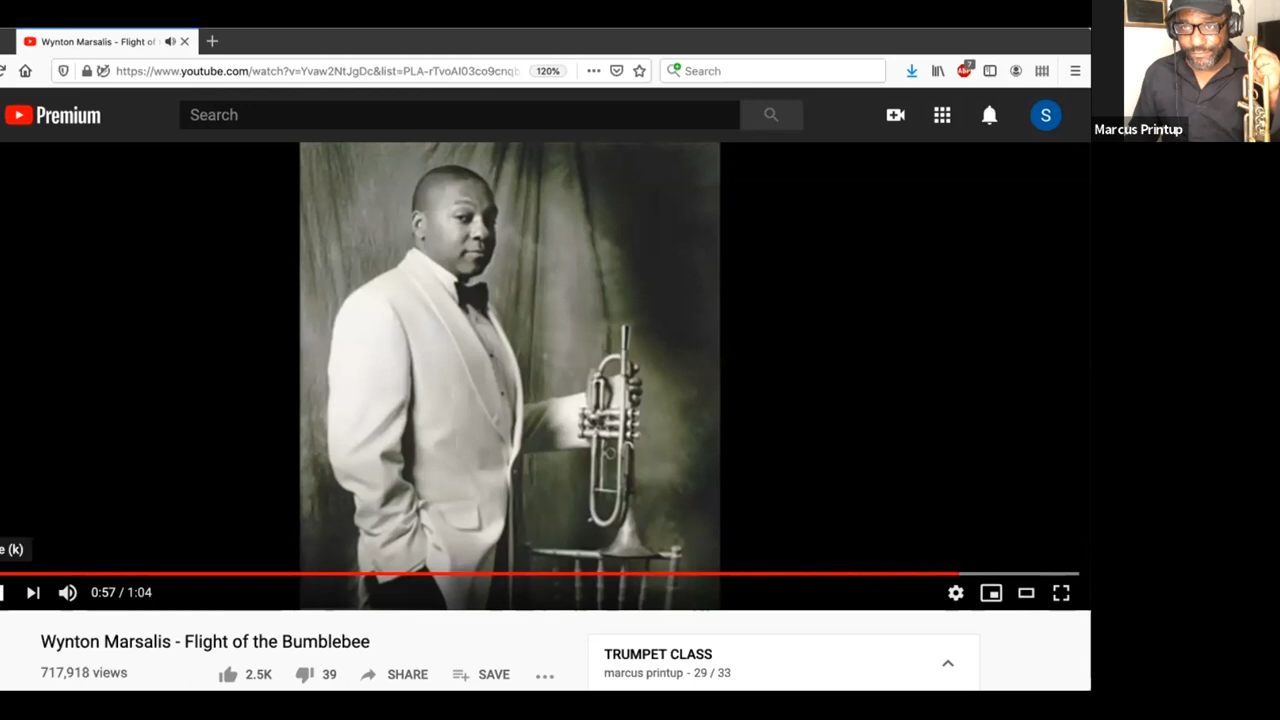 Wynton Marsalis - Flight of
https://www.youtube.com/watch?v=Yvaw2NtJgDc&list=PLA-rTvoAI03co9cnqb
120%
Search
7
Premium
Search
S
Marcus Printup
e (k)
0:57 / 1:04
Wynton Marsalis - Flight of the Bumblebee
717,918 views
2.5K
39
SHARE
SAVE
TRUMPET CLASS
marcus printup - 29 / 33